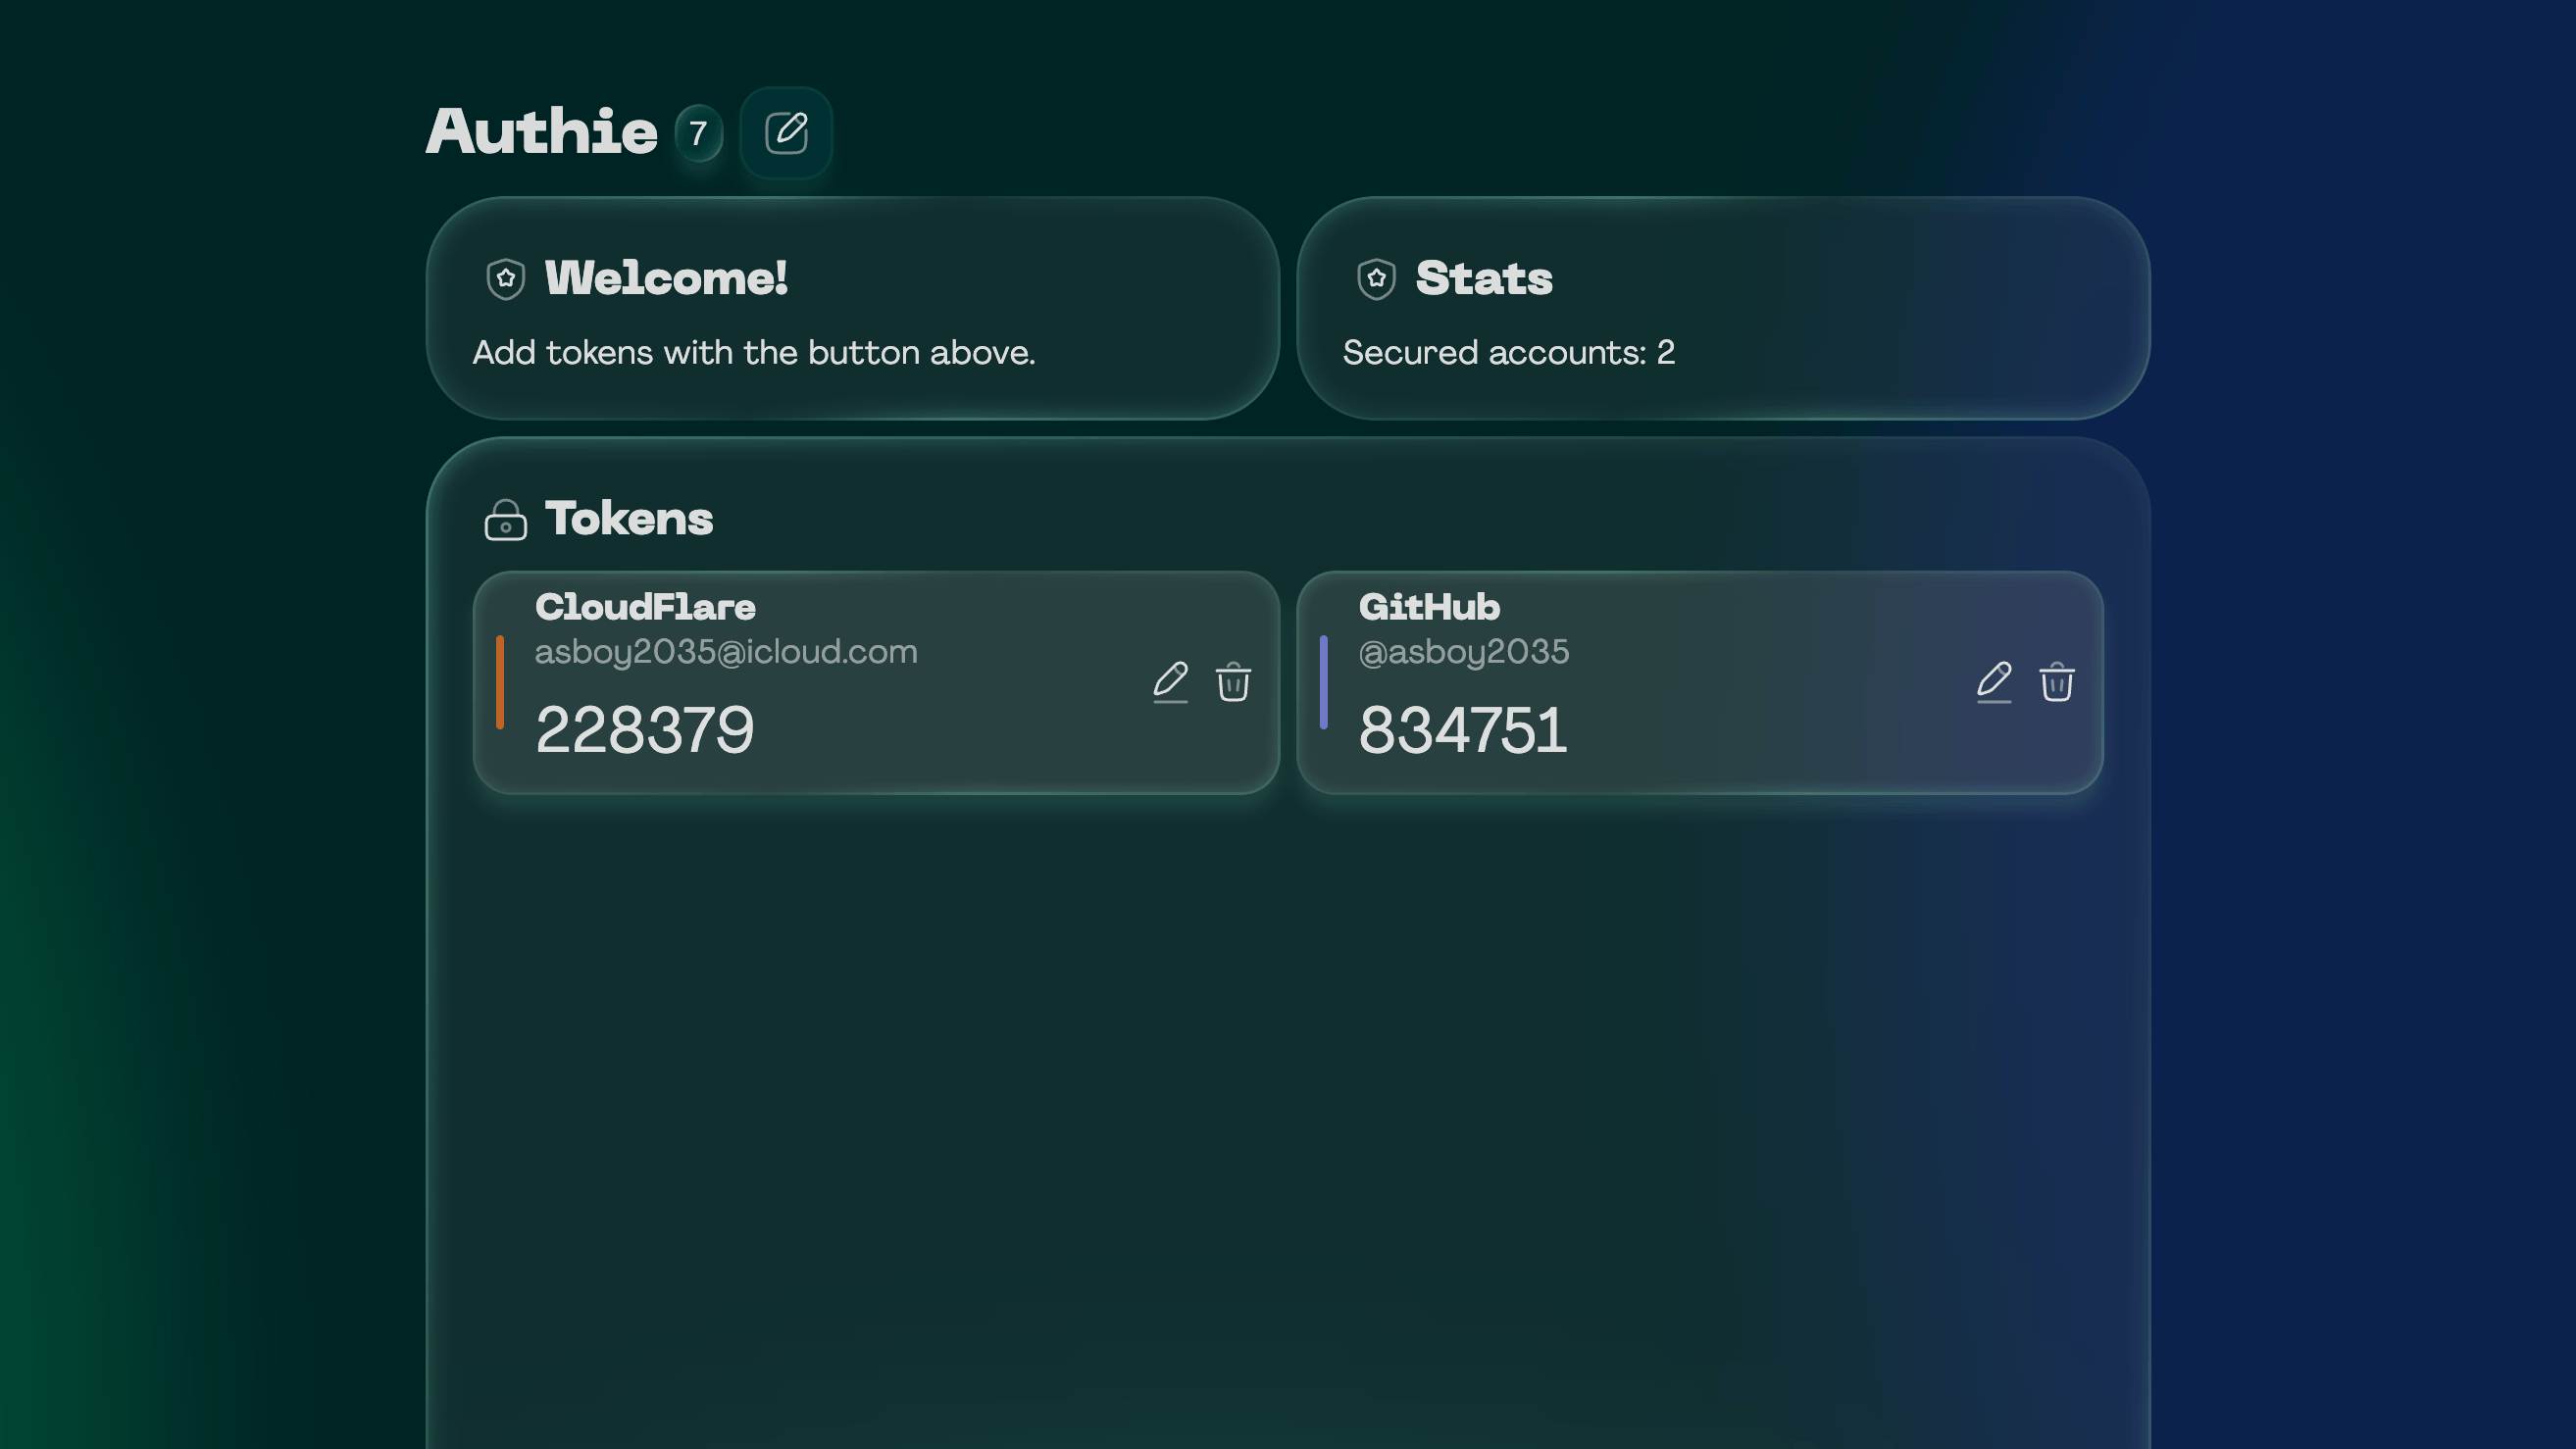 Authie 7
Welcome!
Add tokens with the button above.
Stats
Secured accounts: 2
Tokens
CloudFlare
asboy2035@icloud.com
228379
GitHub
@asboy2035
834751